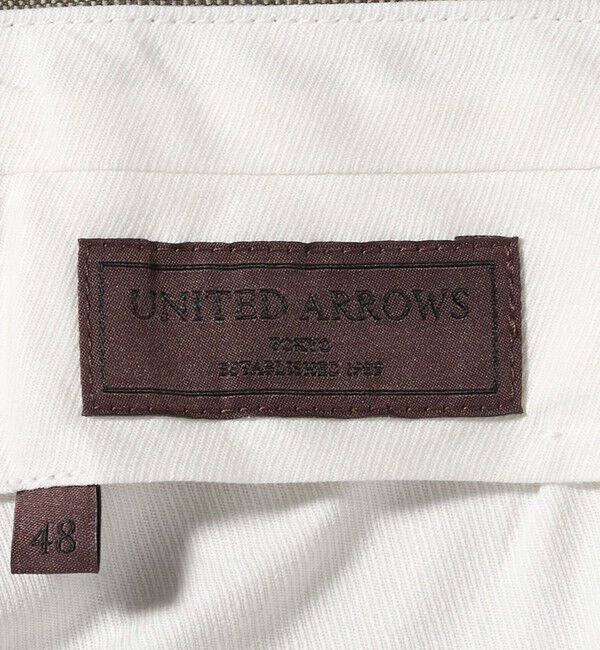 UNITED ARROWS
TOKYO
ESTABLISHED 1989
48